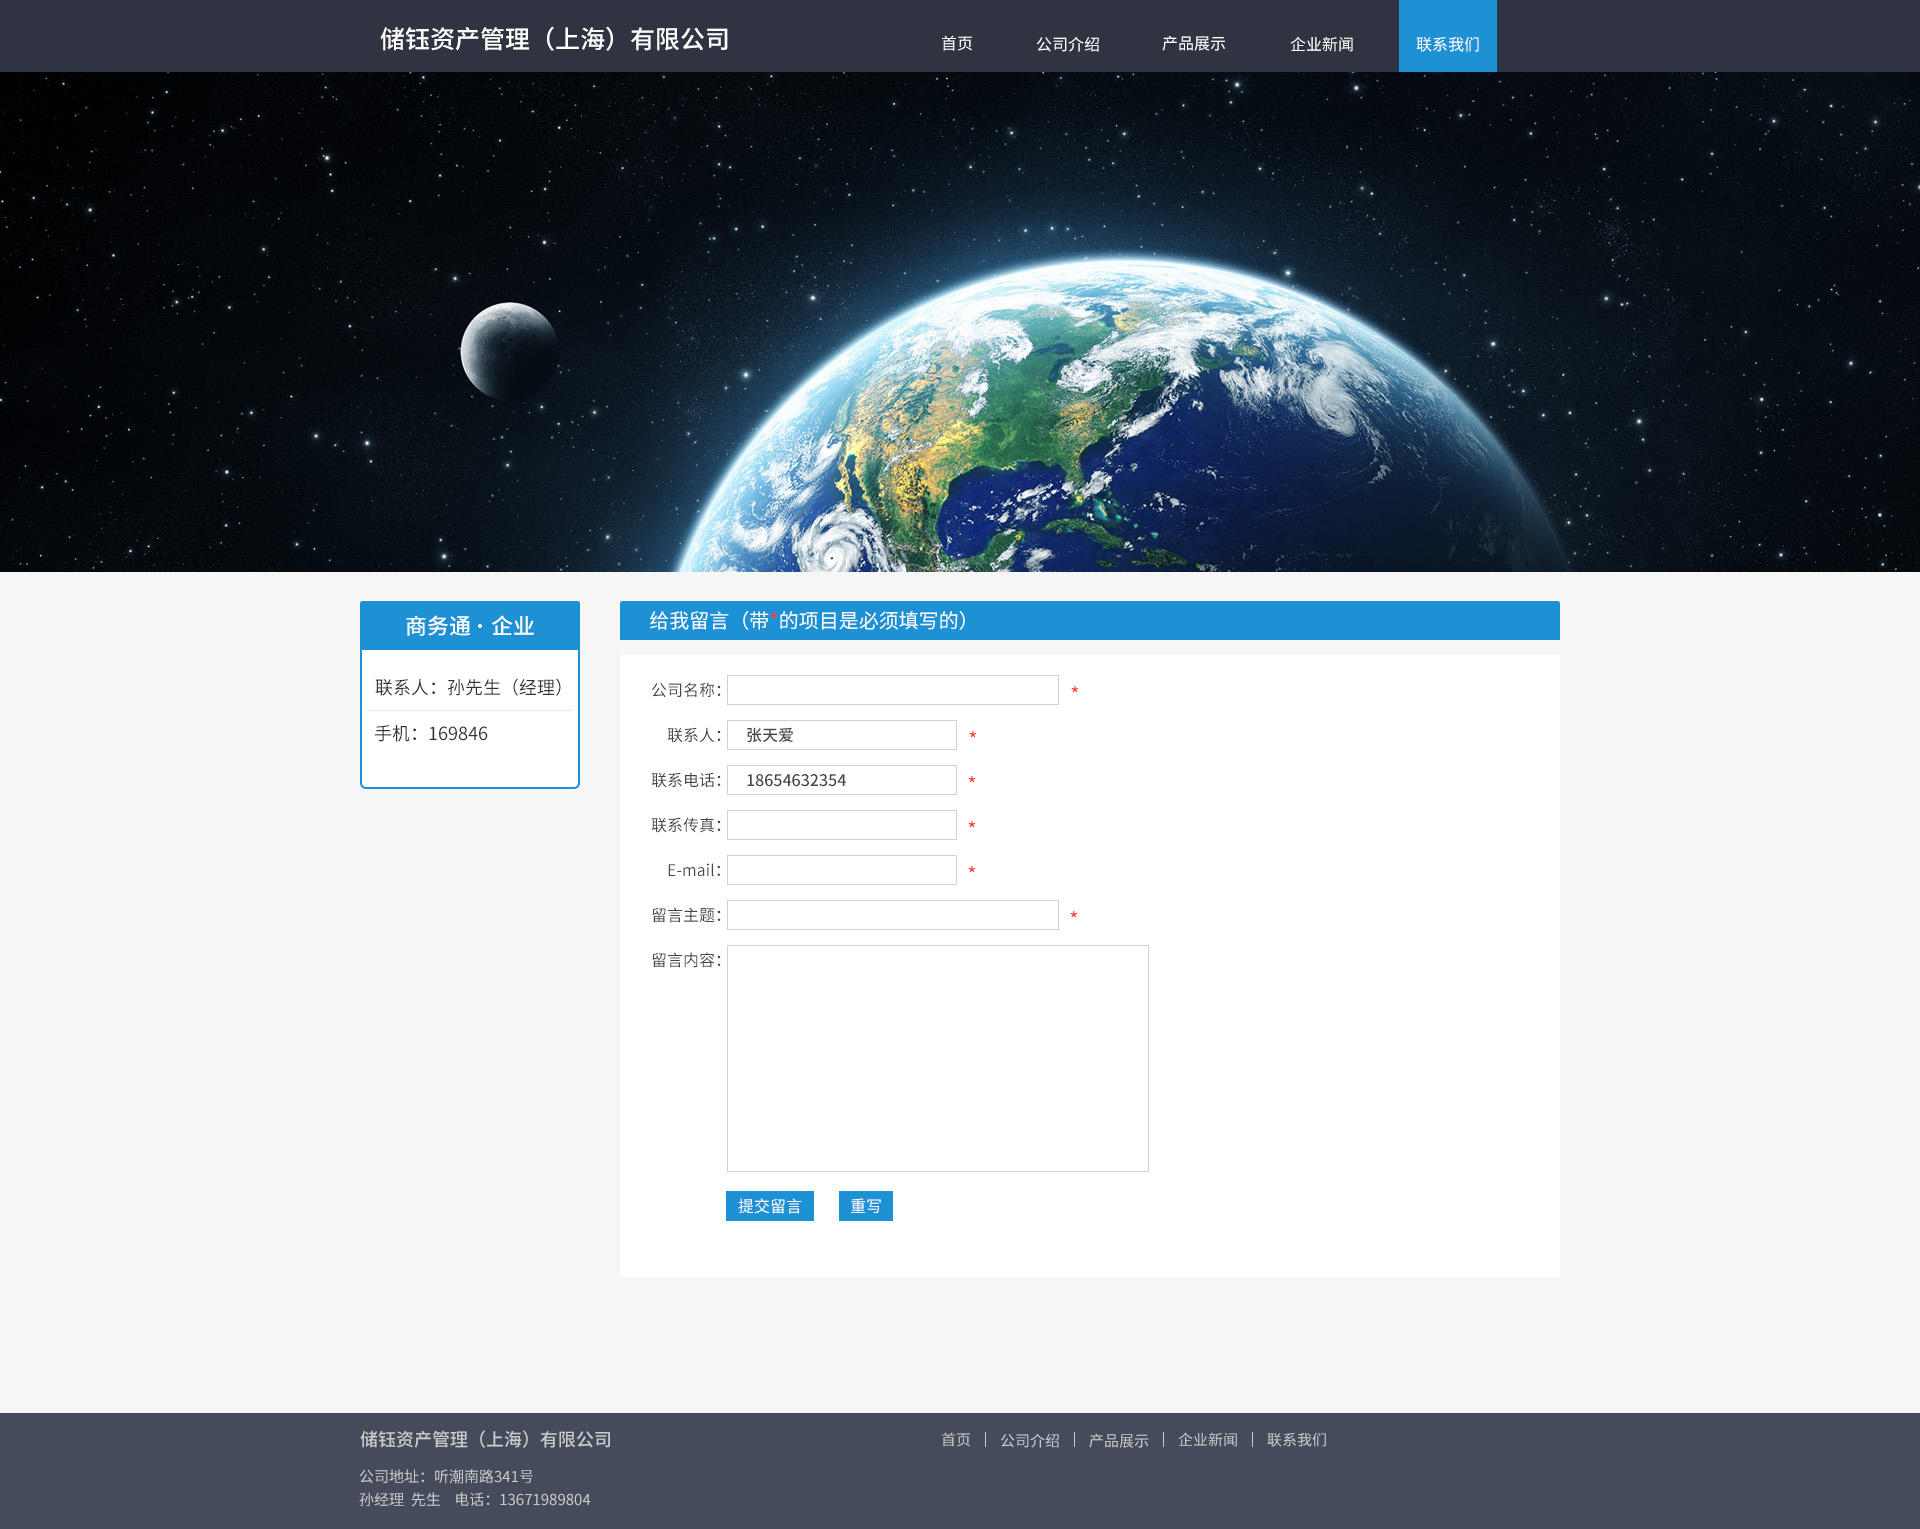 储钰资产管理（上海）有限公司
首页 公司介绍 产品展示 企业新闻 联系我们
商务通 · 企业
联系人：孙先生（经理）
手机：169846
给我留言（带*的项目是必须填写的）
公司名称： *
联系人： 张天爱 *
联系电话： 18654632354 *
联系传真： *
E-mail： *
留言主题： *
留言内容：
提交留言 重写
储钰资产管理（上海）有限公司
首页 | 公司介绍 | 产品展示 | 企业新闻 | 联系我们
公司地址：听潮南路341号
孙经理 先生 电话：13671989804